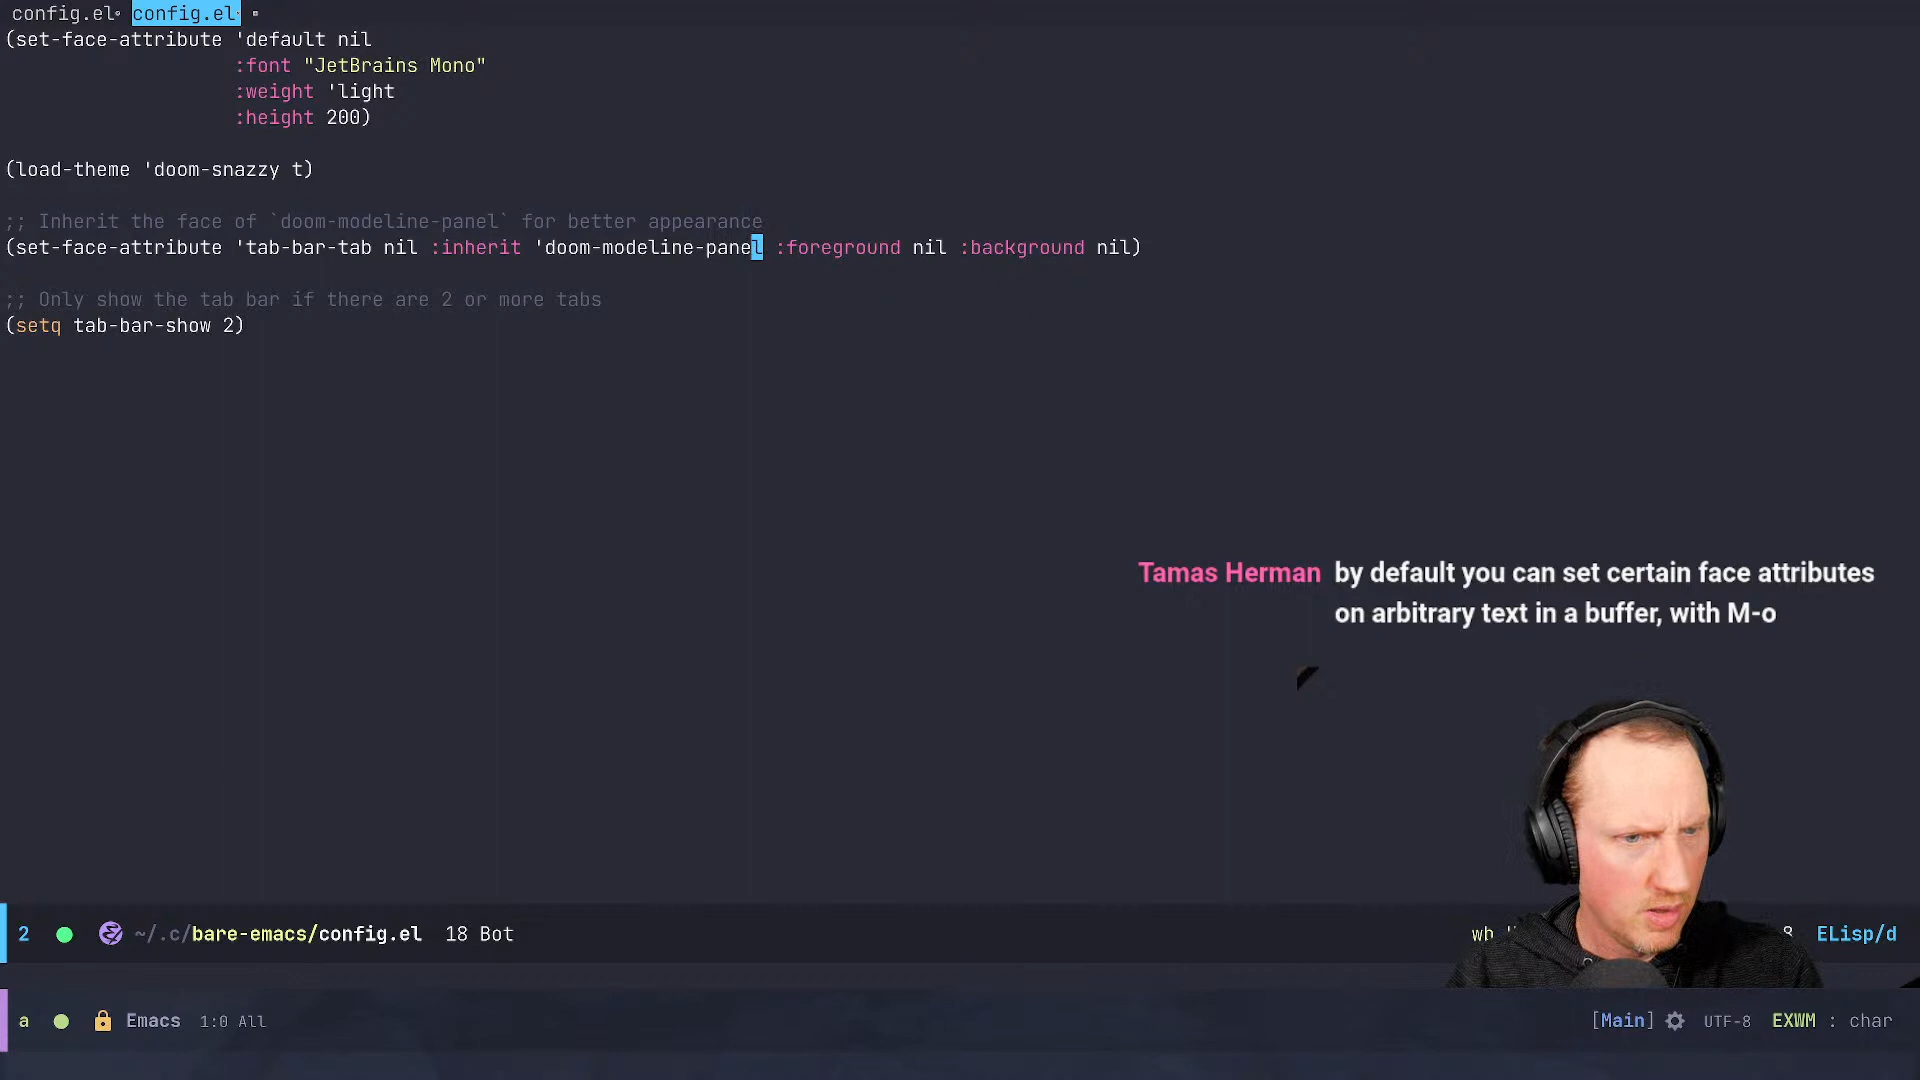 config.el config.el
(set-face-attribute 'default nil
:font "JetBrains Mono"
:weight 'light
:height 200)
(load-theme 'doom-snazzy t)
;; Inherit the face of `doom-modeline-panel` for better appearance
(set-face-attribute 'tab-bar-tab nil :inherit 'doom-modeline-panel :foreground nil :background nil)
;; Only show the tab bar if there are 2 or more tabs
(setq tab-bar-show 2)
Tamas Herman by default you can set certain face attributes
on arbitrary text in a buffer, with M-o
2 ~/.c/bare-emacs/config.el 18 Bot ELisp/d
a Emacs 1:0 All [Main] UTF-8 EXWM : char